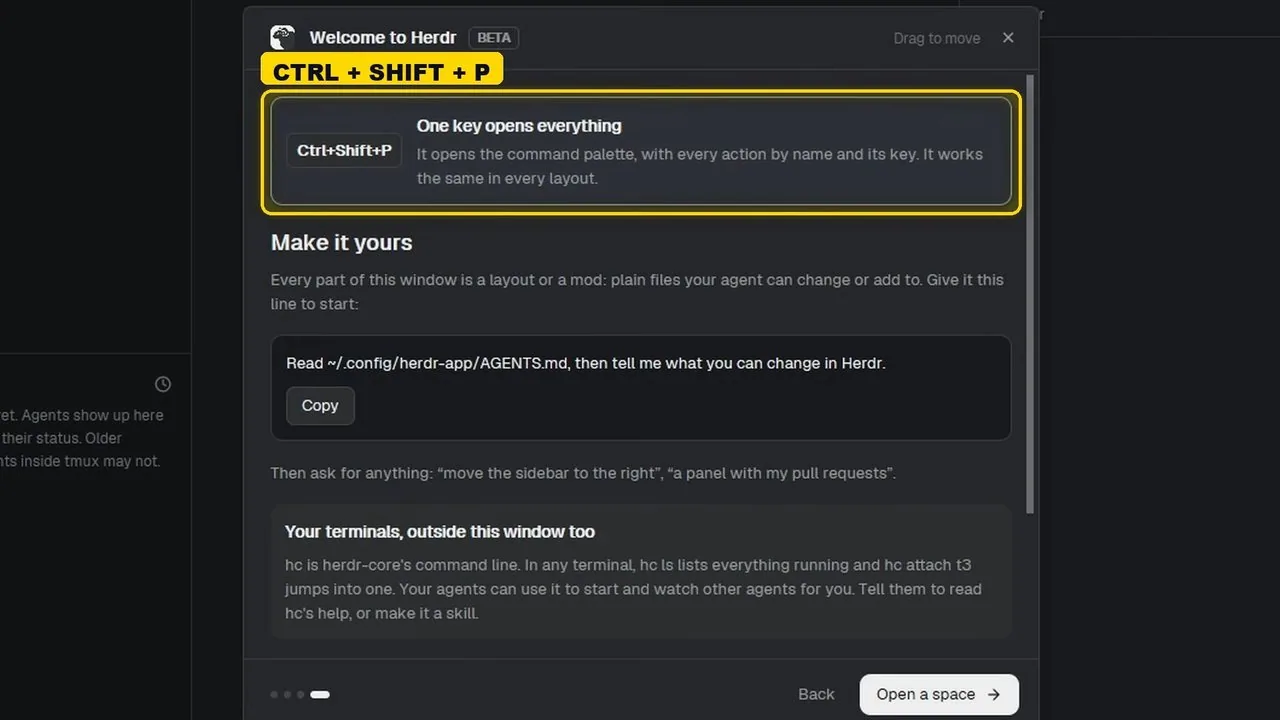 Welcome to Herdr BETA
Drag to move
CTRL + SHIFT + P
Ctrl+Shift+P
One key opens everything
It opens the command palette, with every action by name and its key. It works
the same in every layout.
Make it yours
Every part of this window is a layout or a mod: plain files your agent can change or add to. Give it this
line to start:
Read ~/.config/herdr-app/AGENTS.md, then tell me what you can change in Herdr.
Copy
Then ask for anything: “move the sidebar to the right”, “a panel with my pull requests”.
Your terminals, outside this window too
hc is herdr-core's command line. In any terminal, hc ls lists everything running and hc attach t3
jumps into one. Your agents can use it to start and watch other agents for you. Tell them to read
hc's help, or make it a skill.
Back
Open a space →
Agents show up here
their status. Older
inside tmux may not.